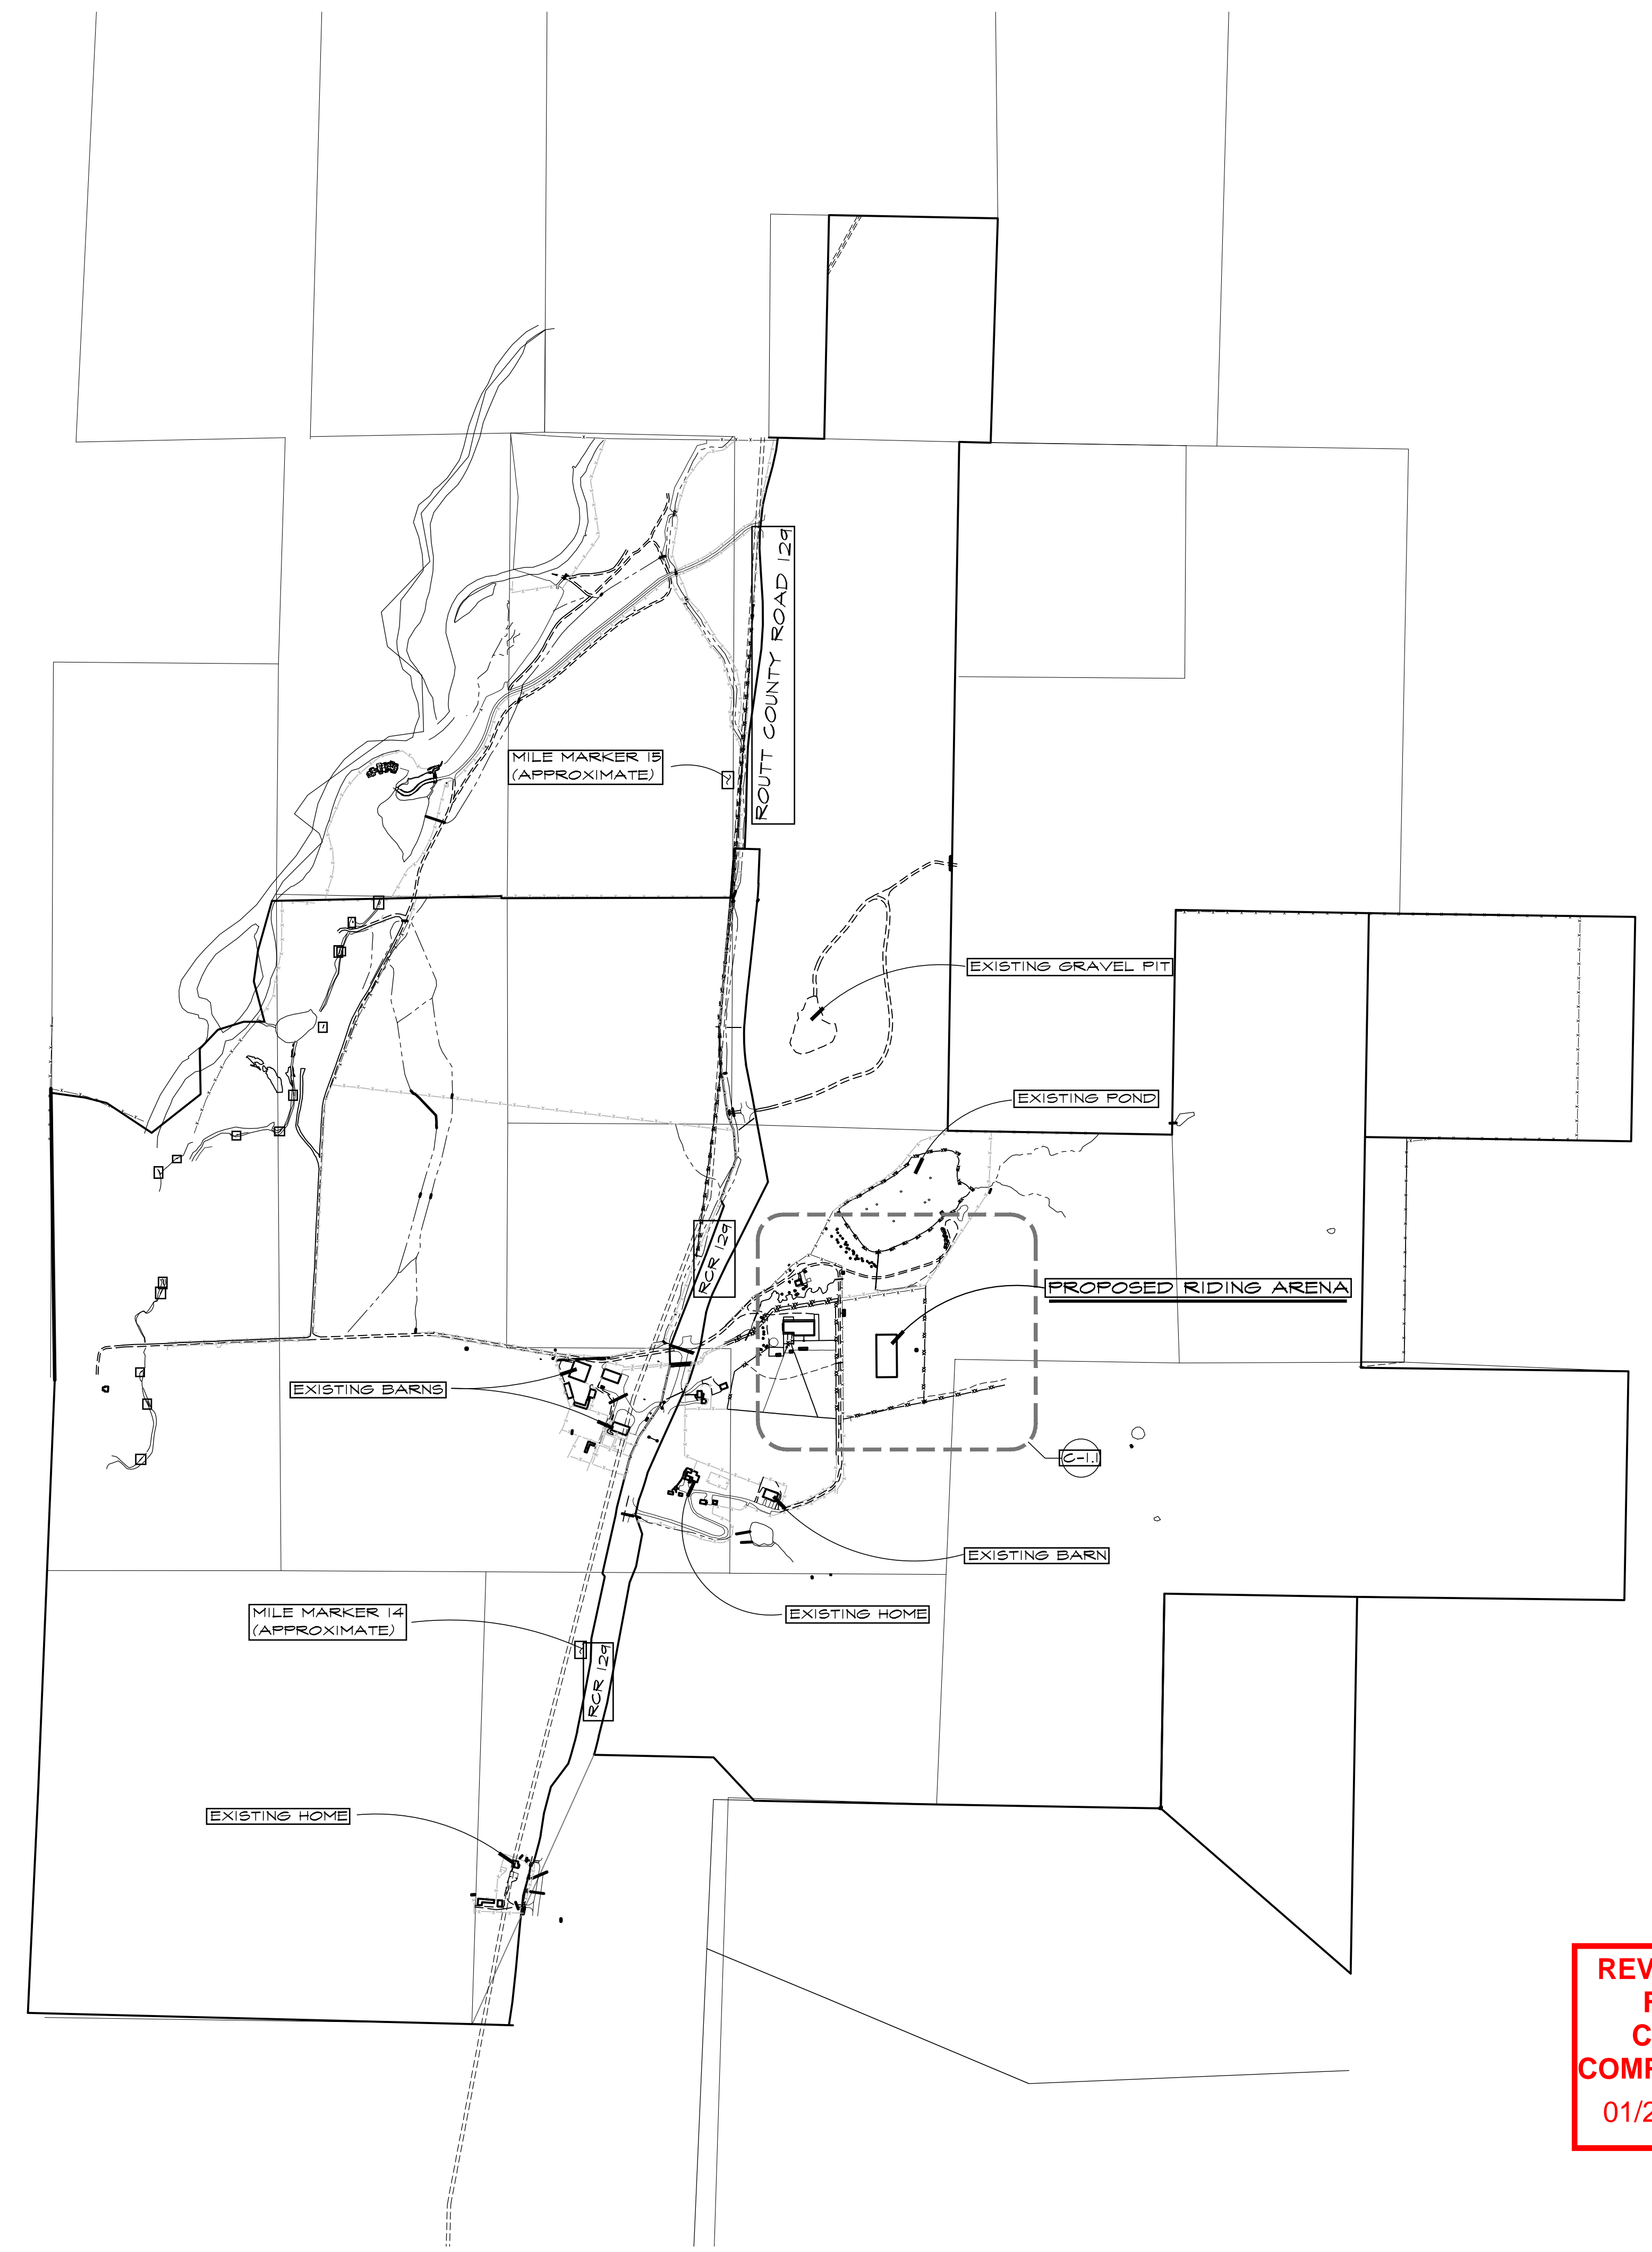 ROUTT COUNTY ROAD 129
MILE MARKER 15
(APPROXIMATE)
EXISTING GRAVEL PIT
EXISTING POND
RCR 129
PROPOSED RIDING ARENA
EXISTING BARNS
C-1.1
EXISTING BARN
EXISTING HOME
MILE MARKER 14
(APPROXIMATE)
RCR 129
EXISTING HOME
REV
F
C
COMP
01/2